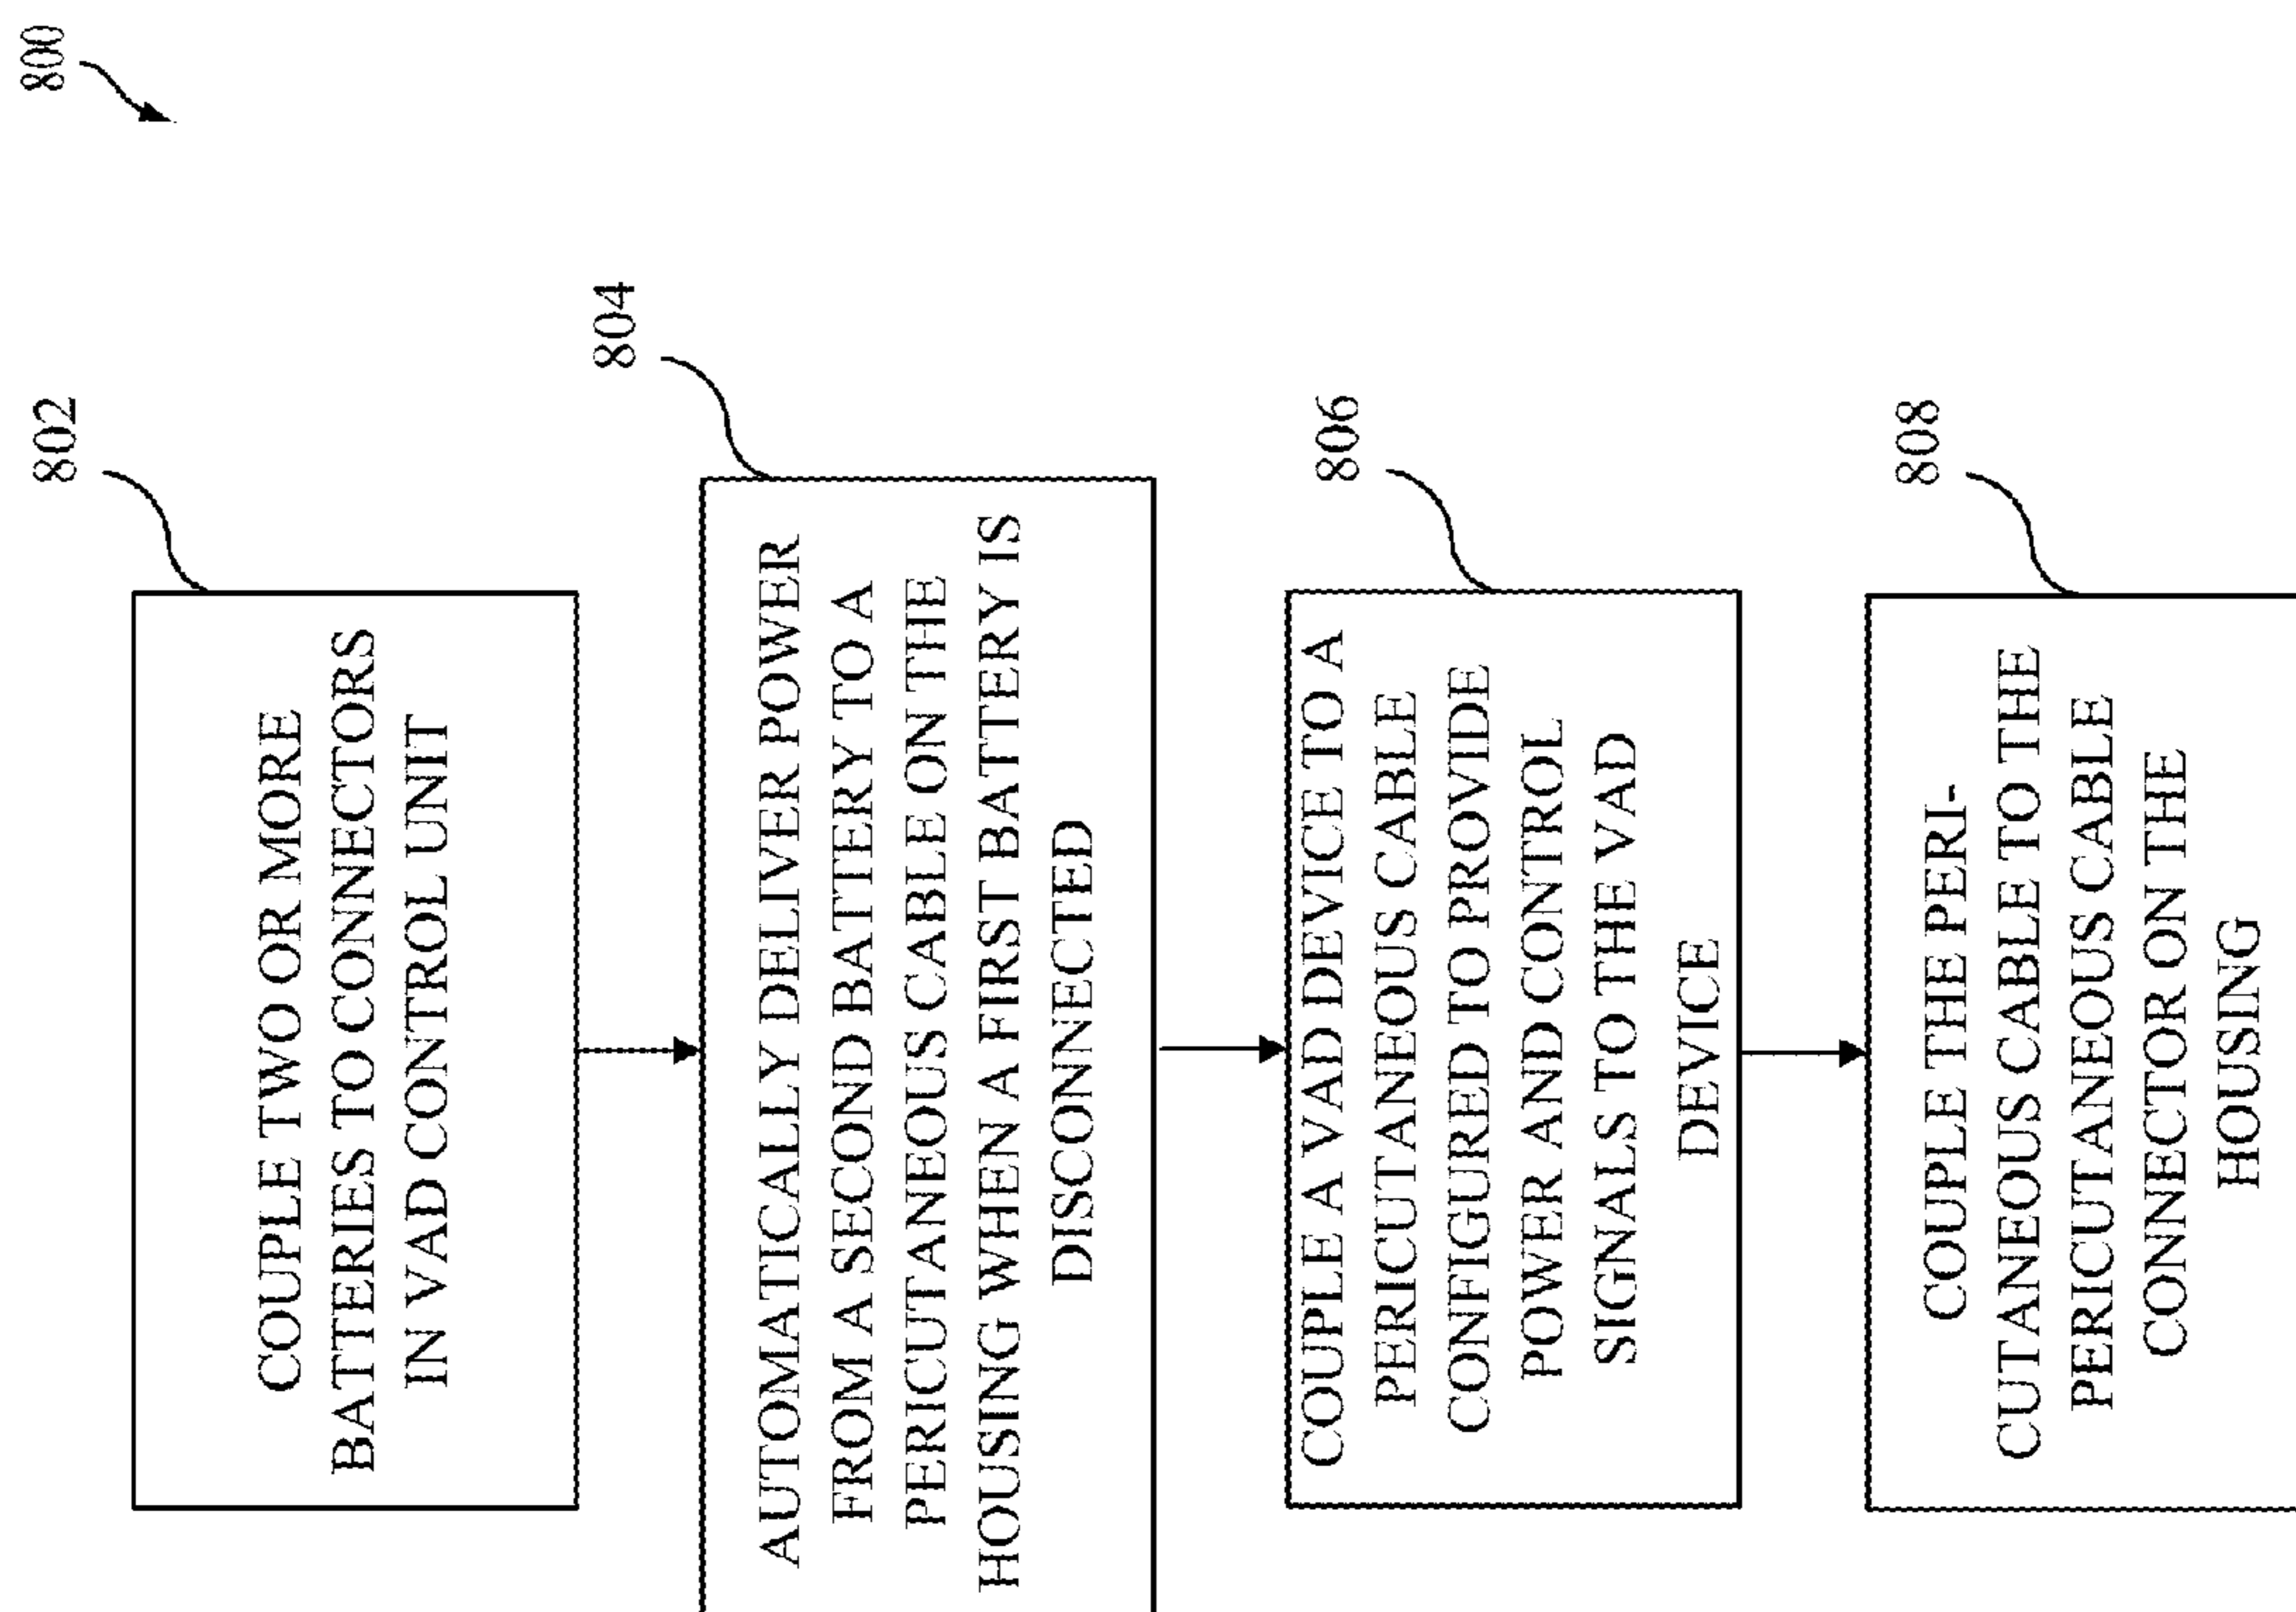 800
802
COUPLE TWO OR MORE
BATTERIES TO CONNECTORS
IN VAD CONTROL UNIT
804
AUTOMATICALLY DELIVER POWER
FROM A SECOND BATTERY TO A
PERICUTANEOUS CABLE ON THE
HOUSING WHEN A FIRST BATTERY IS
DISCONNECTED
806
COUPLE A VAD DEVICE TO A
PERICUTANEOUS CABLE
CONFIGURED TO PROVIDE
POWER AND CONTROL
SIGNALS TO THE VAD
DEVICE
808
COUPLE THE PERI-
CUTANEOUS CABLE TO THE
PERICUTANEOUS CABLE
CONNECTOR ON THE
HOUSING